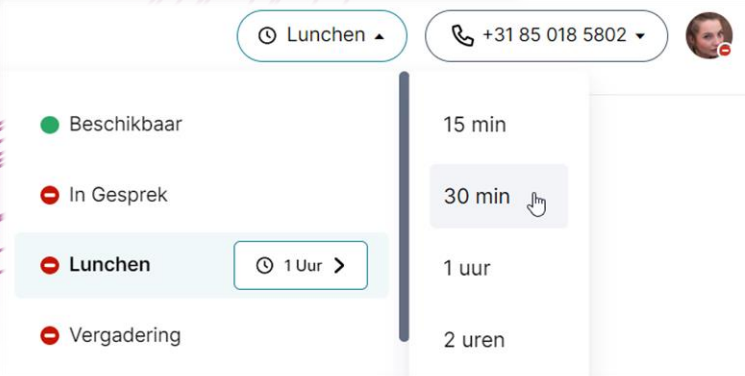 Lunchen
+31 85 018 5802
Beschikbaar
In Gesprek
Lunchen
1 Uur
Vergadering
15 min
30 min
1 uur
2 uren